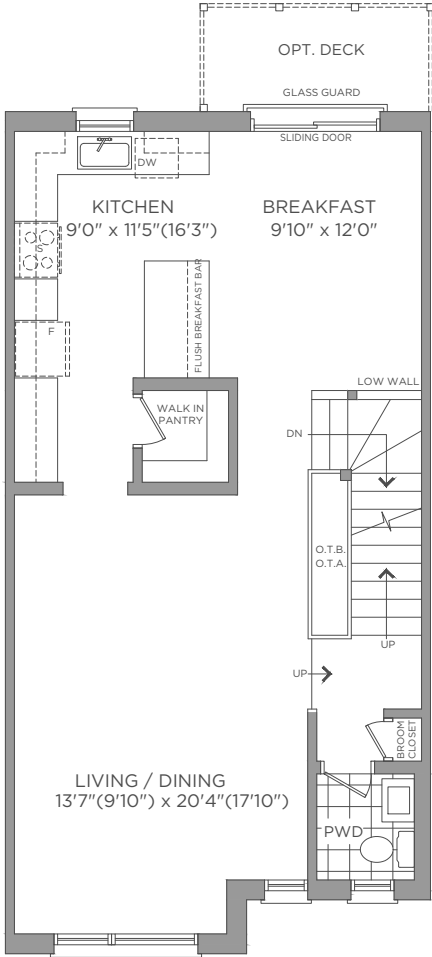 OPT. DECK
GLASS GUARD
SLIDING DOOR
DW
KITCHEN
9'0" x 11'5"(16'3")
BREAKFAST
9'10" x 12'0"
S
F
FLUSH BREAKFAST BAR
LOW WALL
WALK IN
PANTRY
DN
O.T.B.
O.T.A.
UP
UP
BROOM
CLOSET
LIVING / DINING
13'7"(9'10") x 20'4"(17'10")
PWD